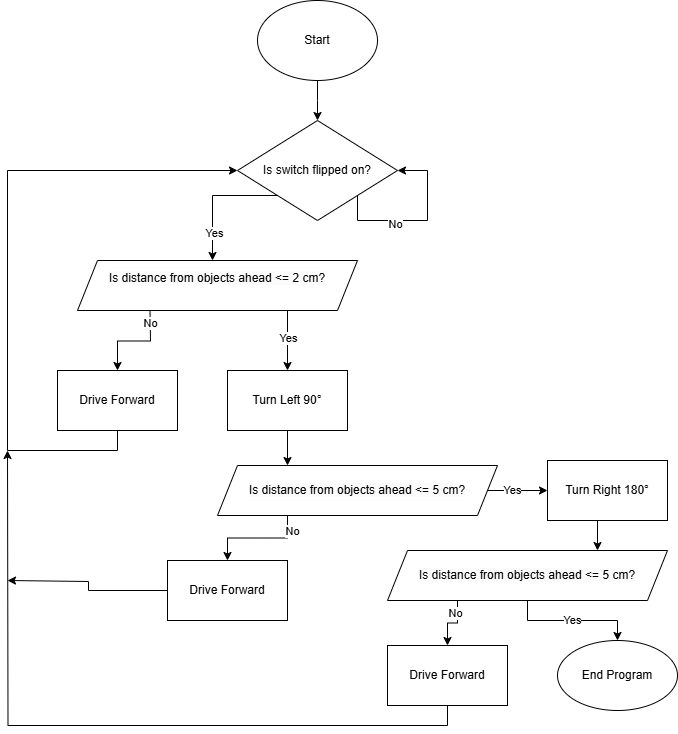 Start
Is switch flipped on?
No
Yes
Is distance from objects ahead <= 2 cm?
No
Yes
Drive Forward
Turn Left 90°
Is distance from objects ahead <= 5 cm?
Yes
Turn Right 180°
No
Drive Forward
Is distance from objects ahead <= 5 cm?
No
Yes
Drive Forward
End Program